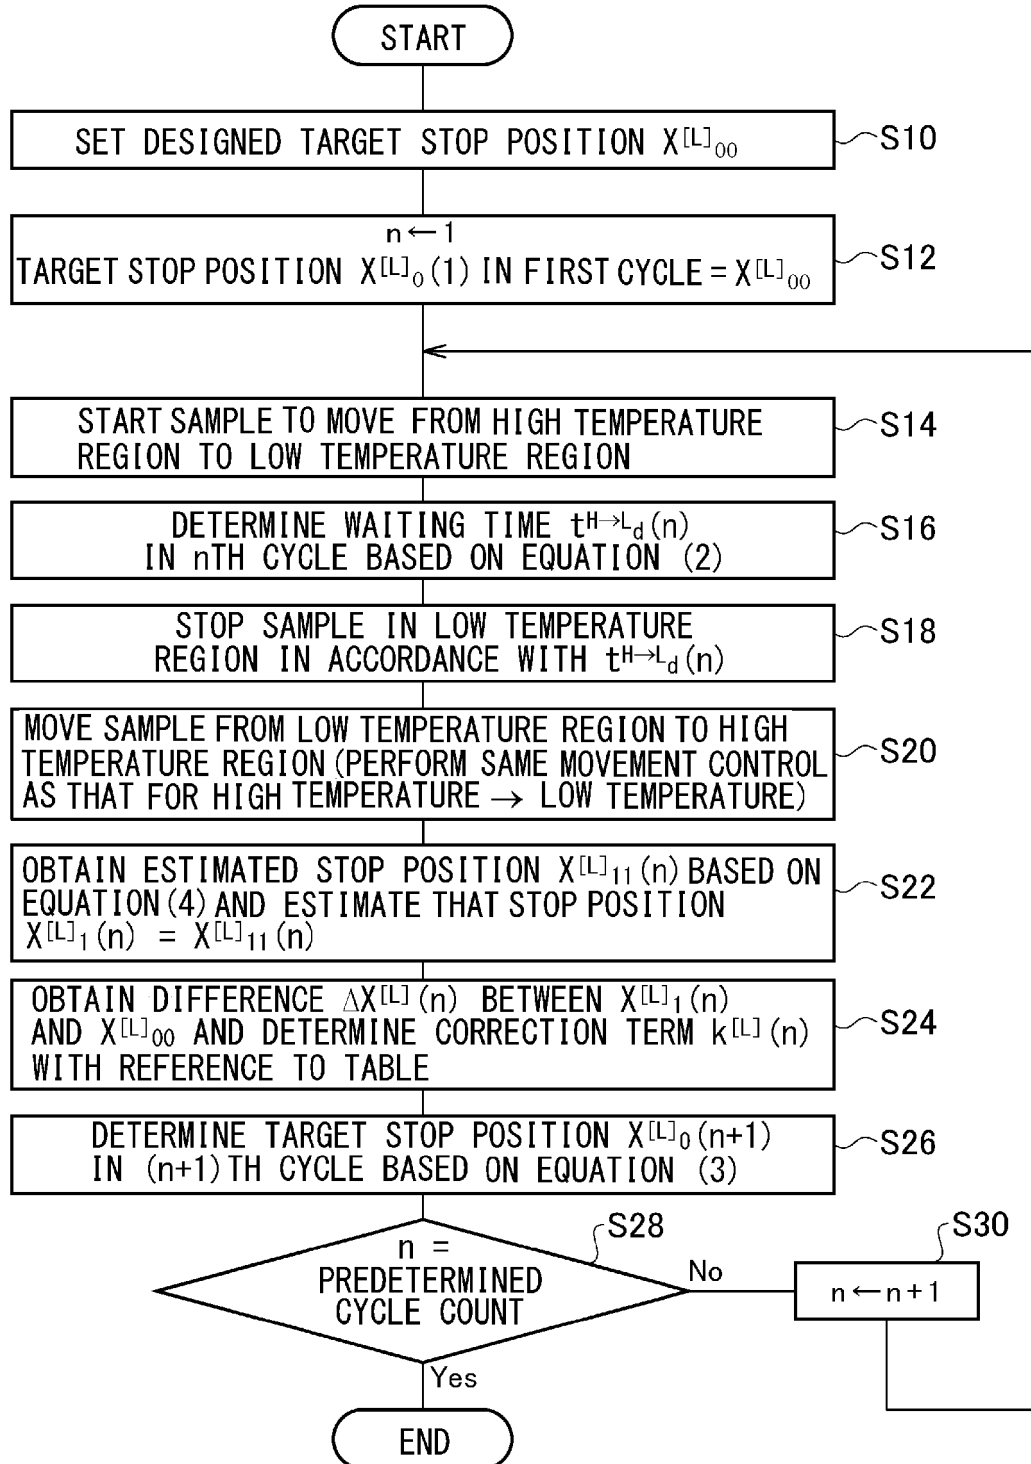 START
SET DESIGNED TARGET STOP POSITION X[L]00
S10
n←1
TARGET STOP POSITION X[L]0(1) IN FIRST CYCLE=X[L]00
S12
START SAMPLE TO MOVE FROM HIGH TEMPERATURE
REGION TO LOW TEMPERATURE REGION
S14
DETERMINE WAITING TIME tH→Ld(n)
IN nTH CYCLE BASED ON EQUATION (2)
S16
STOP SAMPLE IN LOW TEMPERATURE
REGION IN ACCORDANCE WITH tH→Ld(n)
S18
MOVE SAMPLE FROM LOW TEMPERATURE REGION TO HIGH
TEMPERATURE REGION (PERFORM SAME MOVEMENT CONTROL
AS THAT FOR HIGH TEMPERATURE → LOW TEMPERATURE)
S20
OBTAIN ESTIMATED STOP POSITION X[L]11(n) BASED ON
EQUATION (4) AND ESTIMATE THAT STOP POSITION
X[L]1(n) = X[L]11(n)
S22
OBTAIN DIFFERENCE ΔX[L](n) BETWEEN X[L]1(n)
AND X[L]00 AND DETERMINE CORRECTION TERM k[L](n)
WITH REFERENCE TO TABLE
S24
DETERMINE TARGET STOP POSITION X[L]0(n+1)
IN (n+1)TH CYCLE BASED ON EQUATION (3)
S26
n =
PREDETERMINED
CYCLE COUNT
S28
No
S30
n←n+1
Yes
END